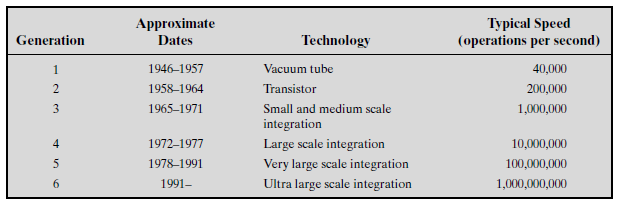 Generation Approximate Dates Technology Typical Speed (operations per second)
1 1946–1957 Vacuum tube 40,000
2 1958–1964 Transistor 200,000
3 1965–1971 Small and medium scale integration 1,000,000
4 1972–1977 Large scale integration 10,000,000
5 1978–1991 Very large scale integration 100,000,000
6 1991– Ultra large scale integration 1,000,000,000